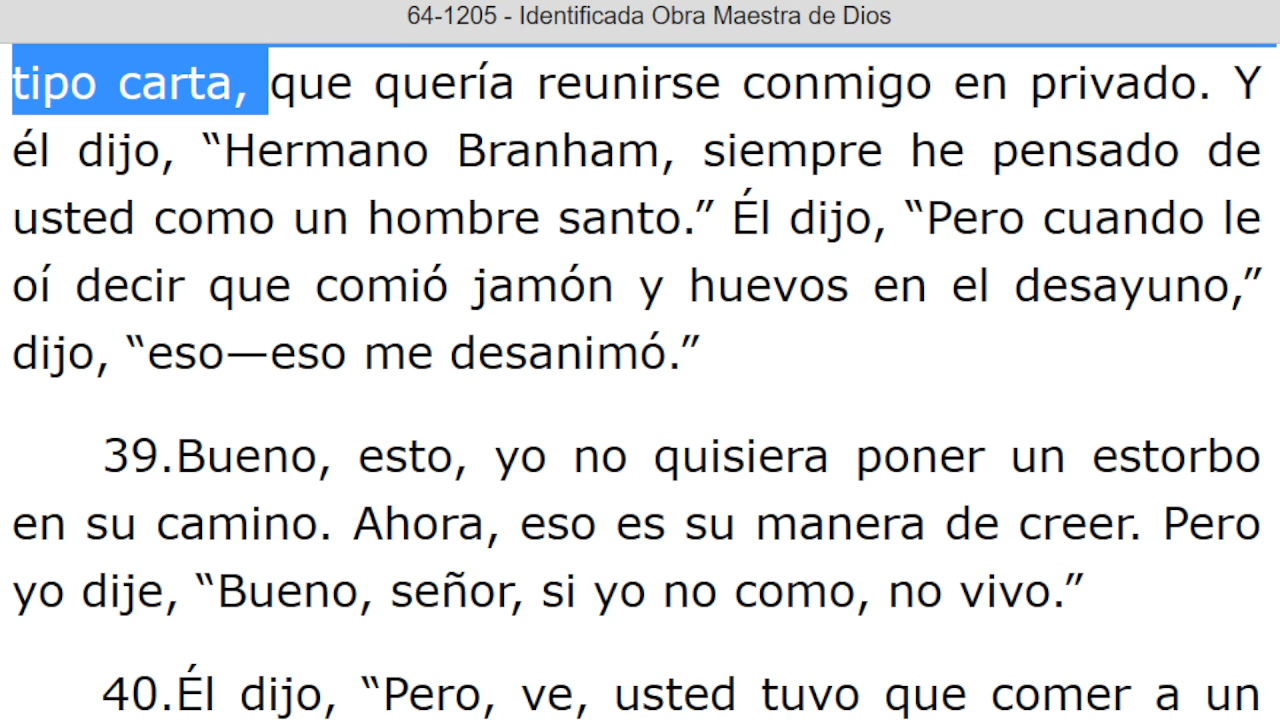 64-1205 - Identificada Obra Maestra de Dios
tipo carta, que quería reunirse conmigo en privado. Y
él dijo, “Hermano Branham, siempre he pensado de
usted como un hombre santo.” Él dijo, “Pero cuando le
oí decir que comió jamón y huevos en el desayuno,”
dijo, “eso—eso me desanimó.”
39.Bueno, esto, yo no quisiera poner un estorbo
en su camino. Ahora, eso es su manera de creer. Pero
yo dije, “Bueno, señor, si yo no como, no vivo.”
40.Él dijo, “Pero, ve, usted tuvo que comer a un